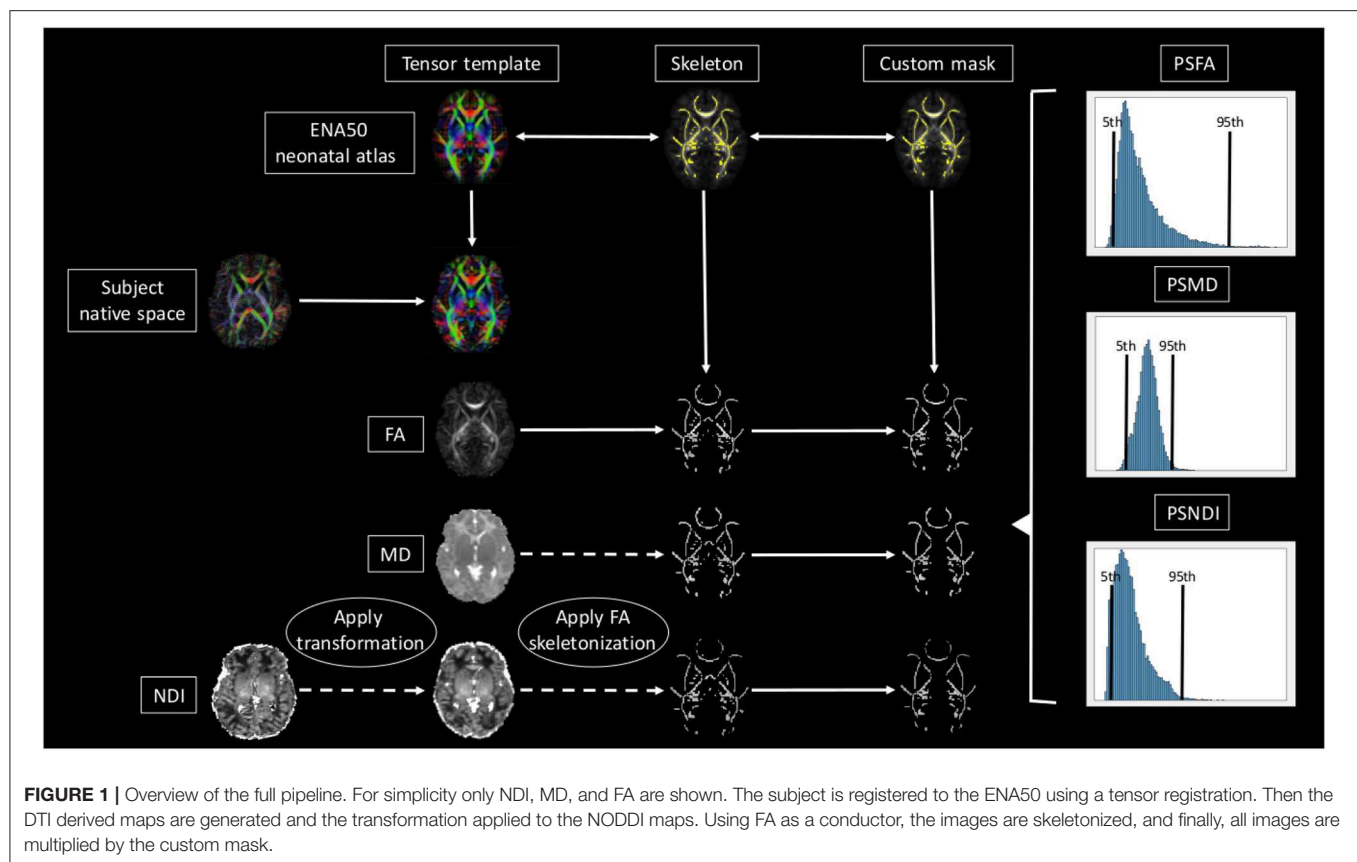 Tensor template
Skeleton
Custom mask
PSFA
ENA50
neonatal atlas
5th
95th
Subject
native space
PSMD
5th
95th
FA
MD
PSNDI
Apply
transformation
Apply FA
skeletonization
5th
95th
NDI
FIGURE 1 | Overview of the full pipeline. For simplicity only NDI, MD, and FA are shown. The subject is registered to the ENA50 using a tensor registration. Then the
DTI derived maps are generated and the transformation applied to the NODDI maps. Using FA as a conductor, the images are skeletonized, and finally, all images are
multiplied by the custom mask.